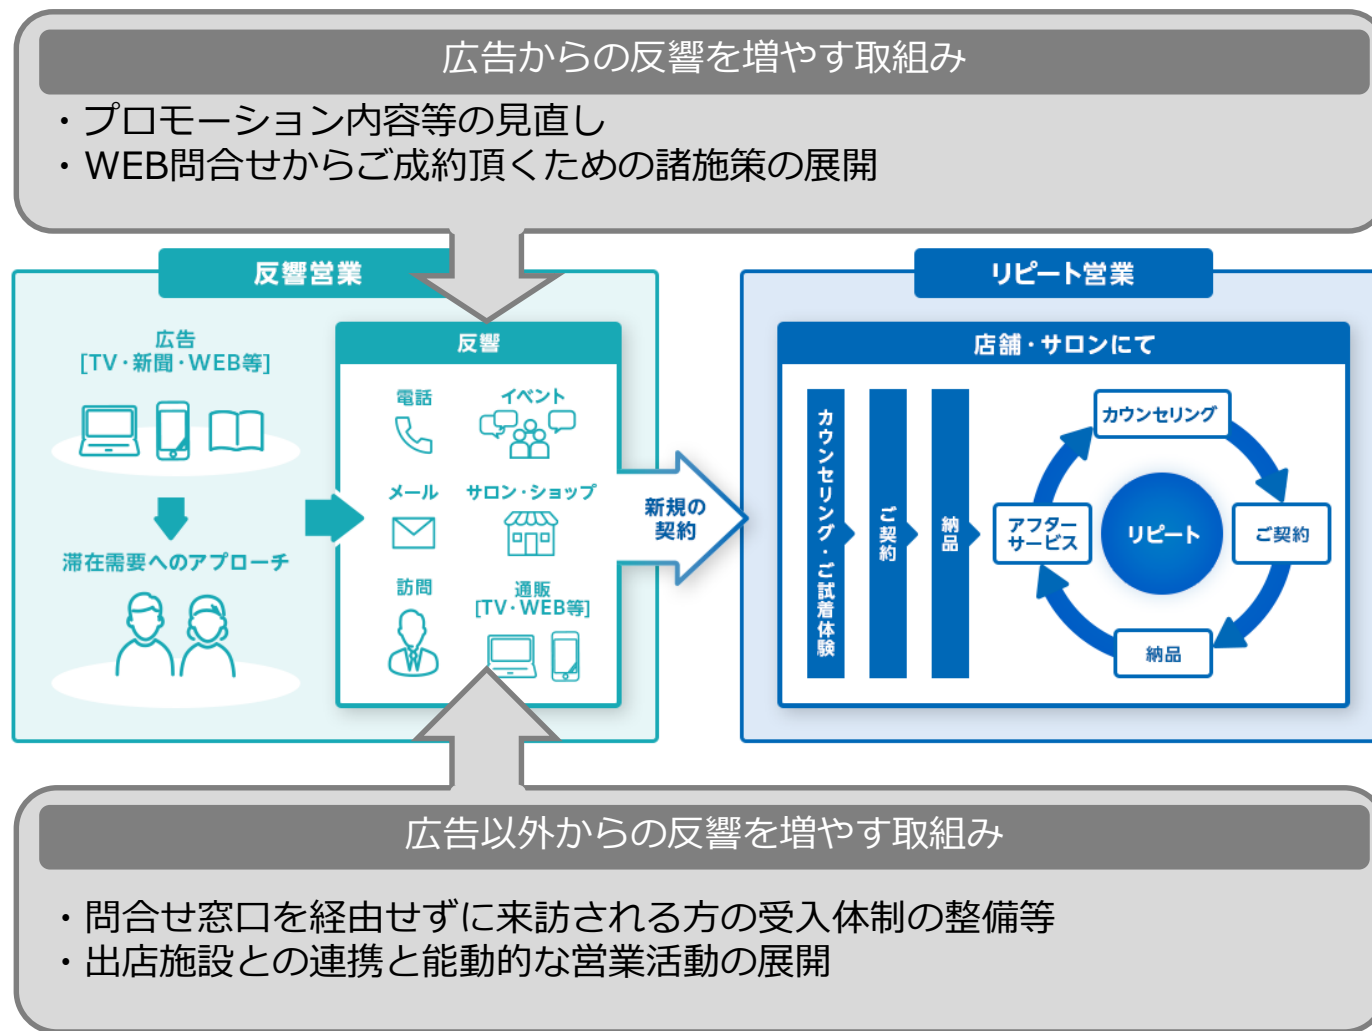 広告からの反響を増やす取組み
・プロモーション内容等の見直し
・WEB問合せからご成約頂くための諸施策の展開
反響営業
広告
[TV・新聞・WEB等]
滞在需要へのアプローチ
反響
電話
イベント
メール
サロン・ショップ
訪問
通販
[TV・WEB等]
新規の
契約
リピート営業
店舗・サロンにて
カウンセリング・ご試着体験
ご契約
納品
カウンセリング
ご契約
納品
アフター
サービス
リピート
広告以外からの反響を増やす取組み
・問合せ窓口を経由せずに来訪される方の受入体制の整備等
・出店施設との連携と能動的な営業活動の展開